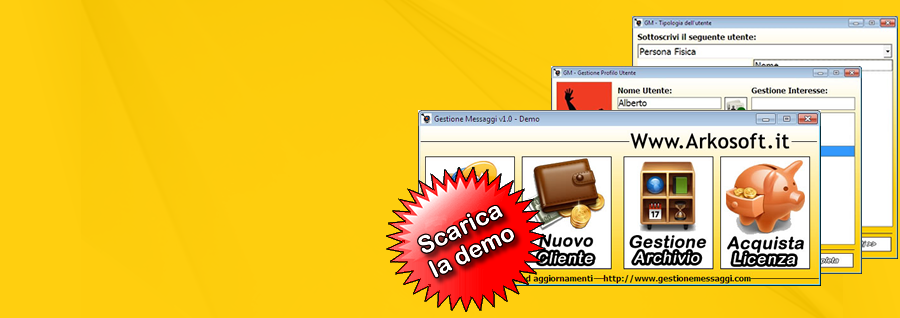 GM - Tipologia dell'utente
Sottoscrivi il seguente utente:
Persona Fisica
Nome
GM - Gestione Profilo Utente
Nome Utente:
Gestione Interesse:
Alberto
Gestione Messaggi v1.0 - Demo
Www.Arkosoft.it
Scarica
la demo
Nuovo
Cliente
Gestione
Archivio
17
Acquista
Licenza
ed aggiornamenti —http://www.gestionemessaggi.com